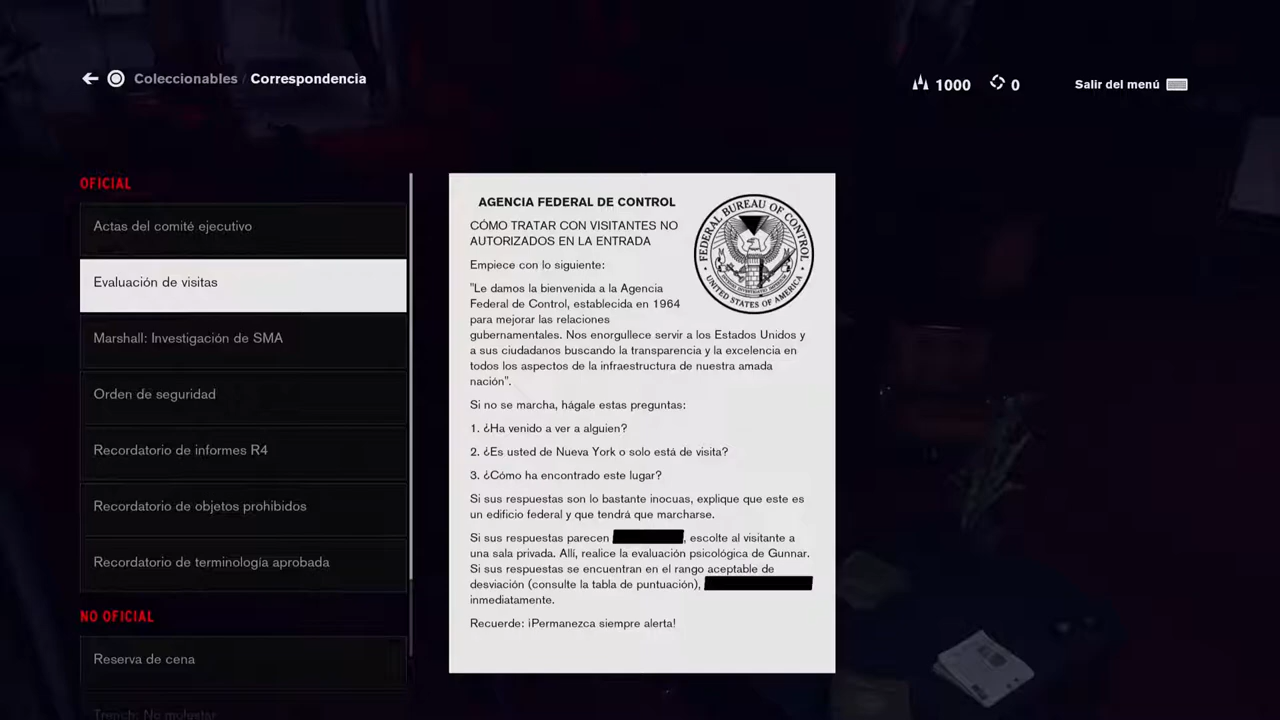 Coleccionables / Correspondencia
1000
0
Salir del menú
OFICIAL
Actas del comité ejecutivo
Evaluación de visitas
Marshall: Investigación de SMA
Orden de seguridad
Recordatorio de informes R4
Recordatorio de objetos prohibidos
Recordatorio de terminología aprobada
NO OFICIAL
Reserva de cena
Trench: No molestar
AGENCIA FEDERAL DE CONTROL
CÓMO TRATAR CON VISITANTES NO
AUTORIZADOS EN LA ENTRADA
FEDERAL BUREAU OF CONTROL
UNITED STATES OF AMERICA
Empiece con lo siguiente:
"Le damos la bienvenida a la Agencia
Federal de Control, establecida en 1964
para mejorar las relaciones
gubernamentales. Nos enorgullece servir a los Estados Unidos y
a sus ciudadanos buscando la transparencia y la excelencia en
todos los aspectos de la infraestructura de nuestra amada
nación".
Si no se marcha, hágale estas preguntas:
1. ¿Ha venido a ver a alguien?
2. ¿Es usted de Nueva York o solo está de visita?
3. ¿Cómo ha encontrado este lugar?
Si sus respuestas son lo bastante inocuas, explique que este es
un edificio federal y que tendrá que marcharse.
Si sus respuestas parecen , escolte al visitante a
una sala privada. Allí, realice la evaluación psicológica de Gunnar.
Si sus respuestas se encuentran en el rango aceptable de
desviación (consulte la tabla de puntuación),
inmediatamente.
Recuerde: ¡Permanezca siempre alerta!